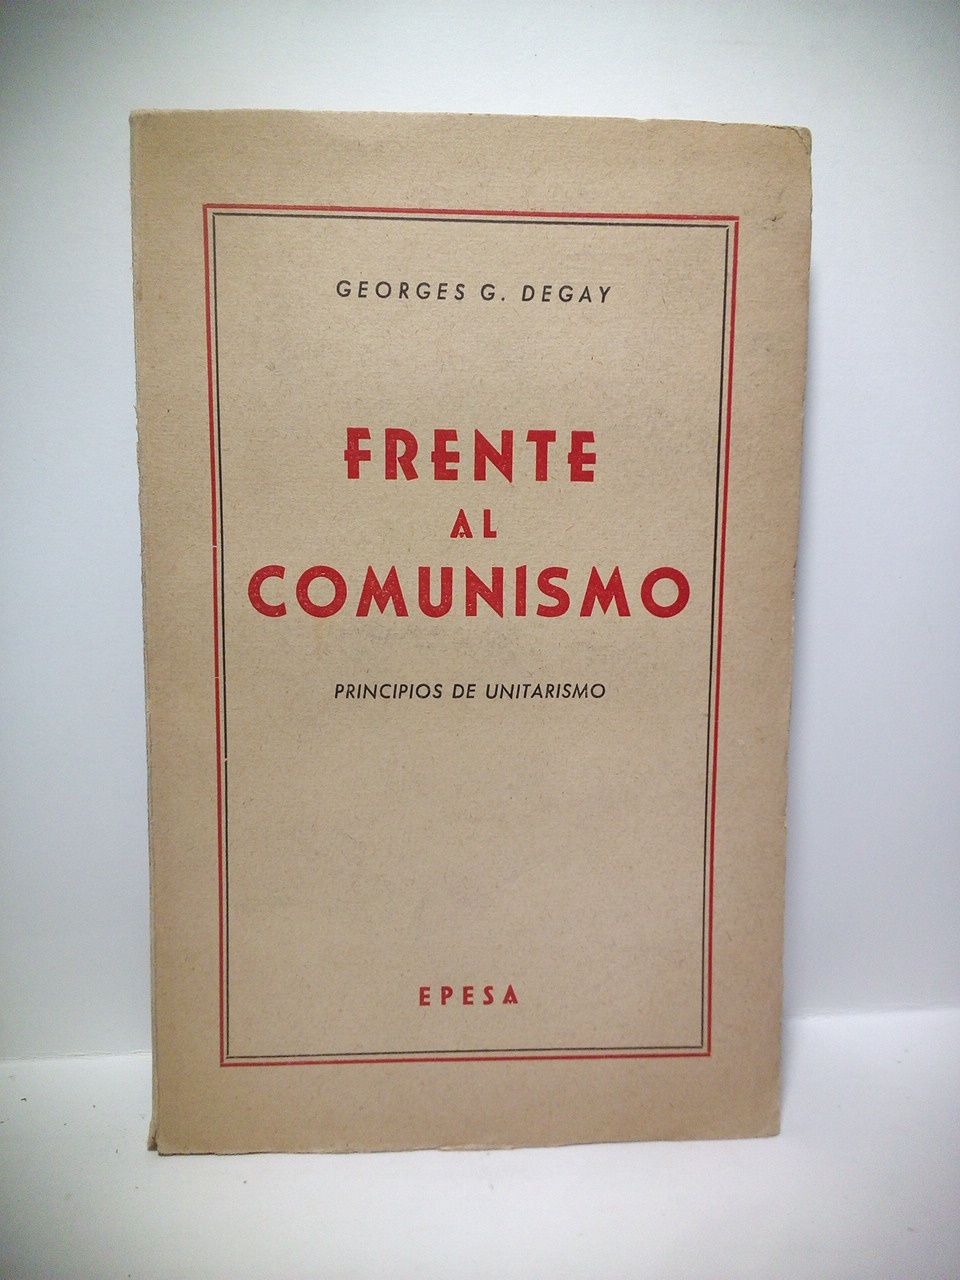 GEORGES G. DEGAY
FRENTE
AL
COMUNISMO
PRINCIPIOS DE UNITARISMO
EPESA